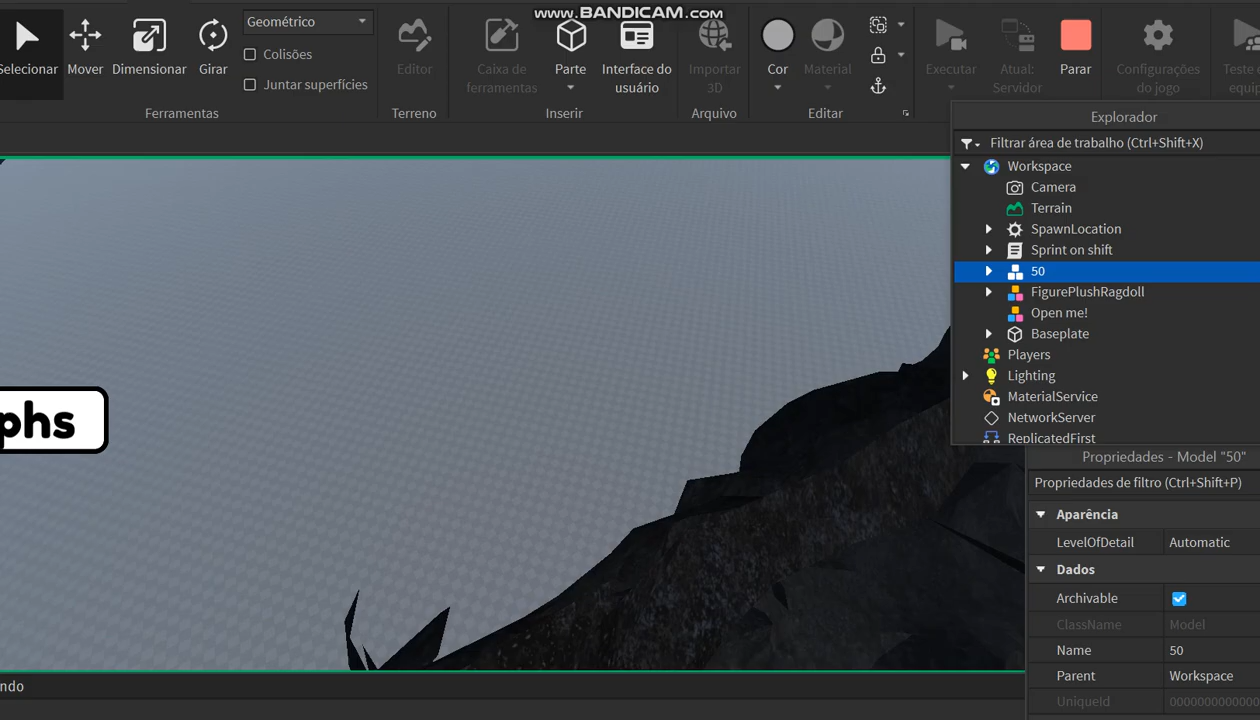 www.BANDICAM.com
Selecionar
Mover
Dimensionar
Girar
Geométrico
Colisões
Juntar superfícies
Ferramentas
Editor
Terreno
Caixa de
ferramentas
Parte
Interface do
usuário
Inserir
Importar
3D
Arquivo
Cor
Material
Editar
Executar
Atual:
Servidor
Parar
Configurações
do jogo
Teste e
equip
Explorador
Filtrar área de trabalho (Ctrl+Shift+X)
Workspace
Camera
Terrain
SpawnLocation
Sprint on shift
50
FigurePlushRagdoll
Open me!
Baseplate
Players
Lighting
MaterialService
NetworkServer
ReplicatedFirst
phs
Propriedades - Model "50"
Propriedades de filtro (Ctrl+Shift+P)
Aparência
LevelOfDetail Automatic
Dados
Archivable
ClassName Model
Name 50
Parent Workspace
UniqueId 0000000000000
ndo